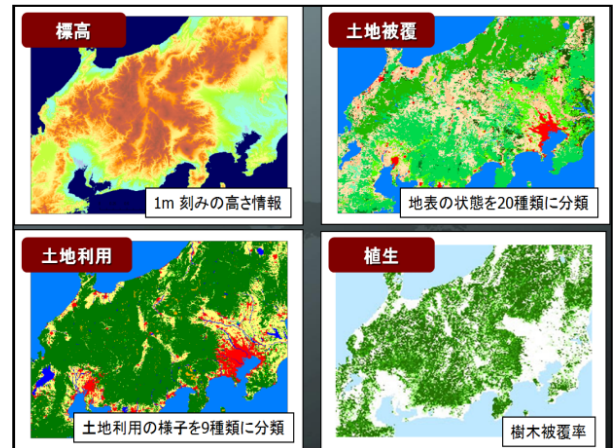 標高
1m 刻みの高さ情報
土地被覆
地表の状態を20種類に分類
土地利用
土地利用の様子を9種類に分類
植生
樹木被覆率